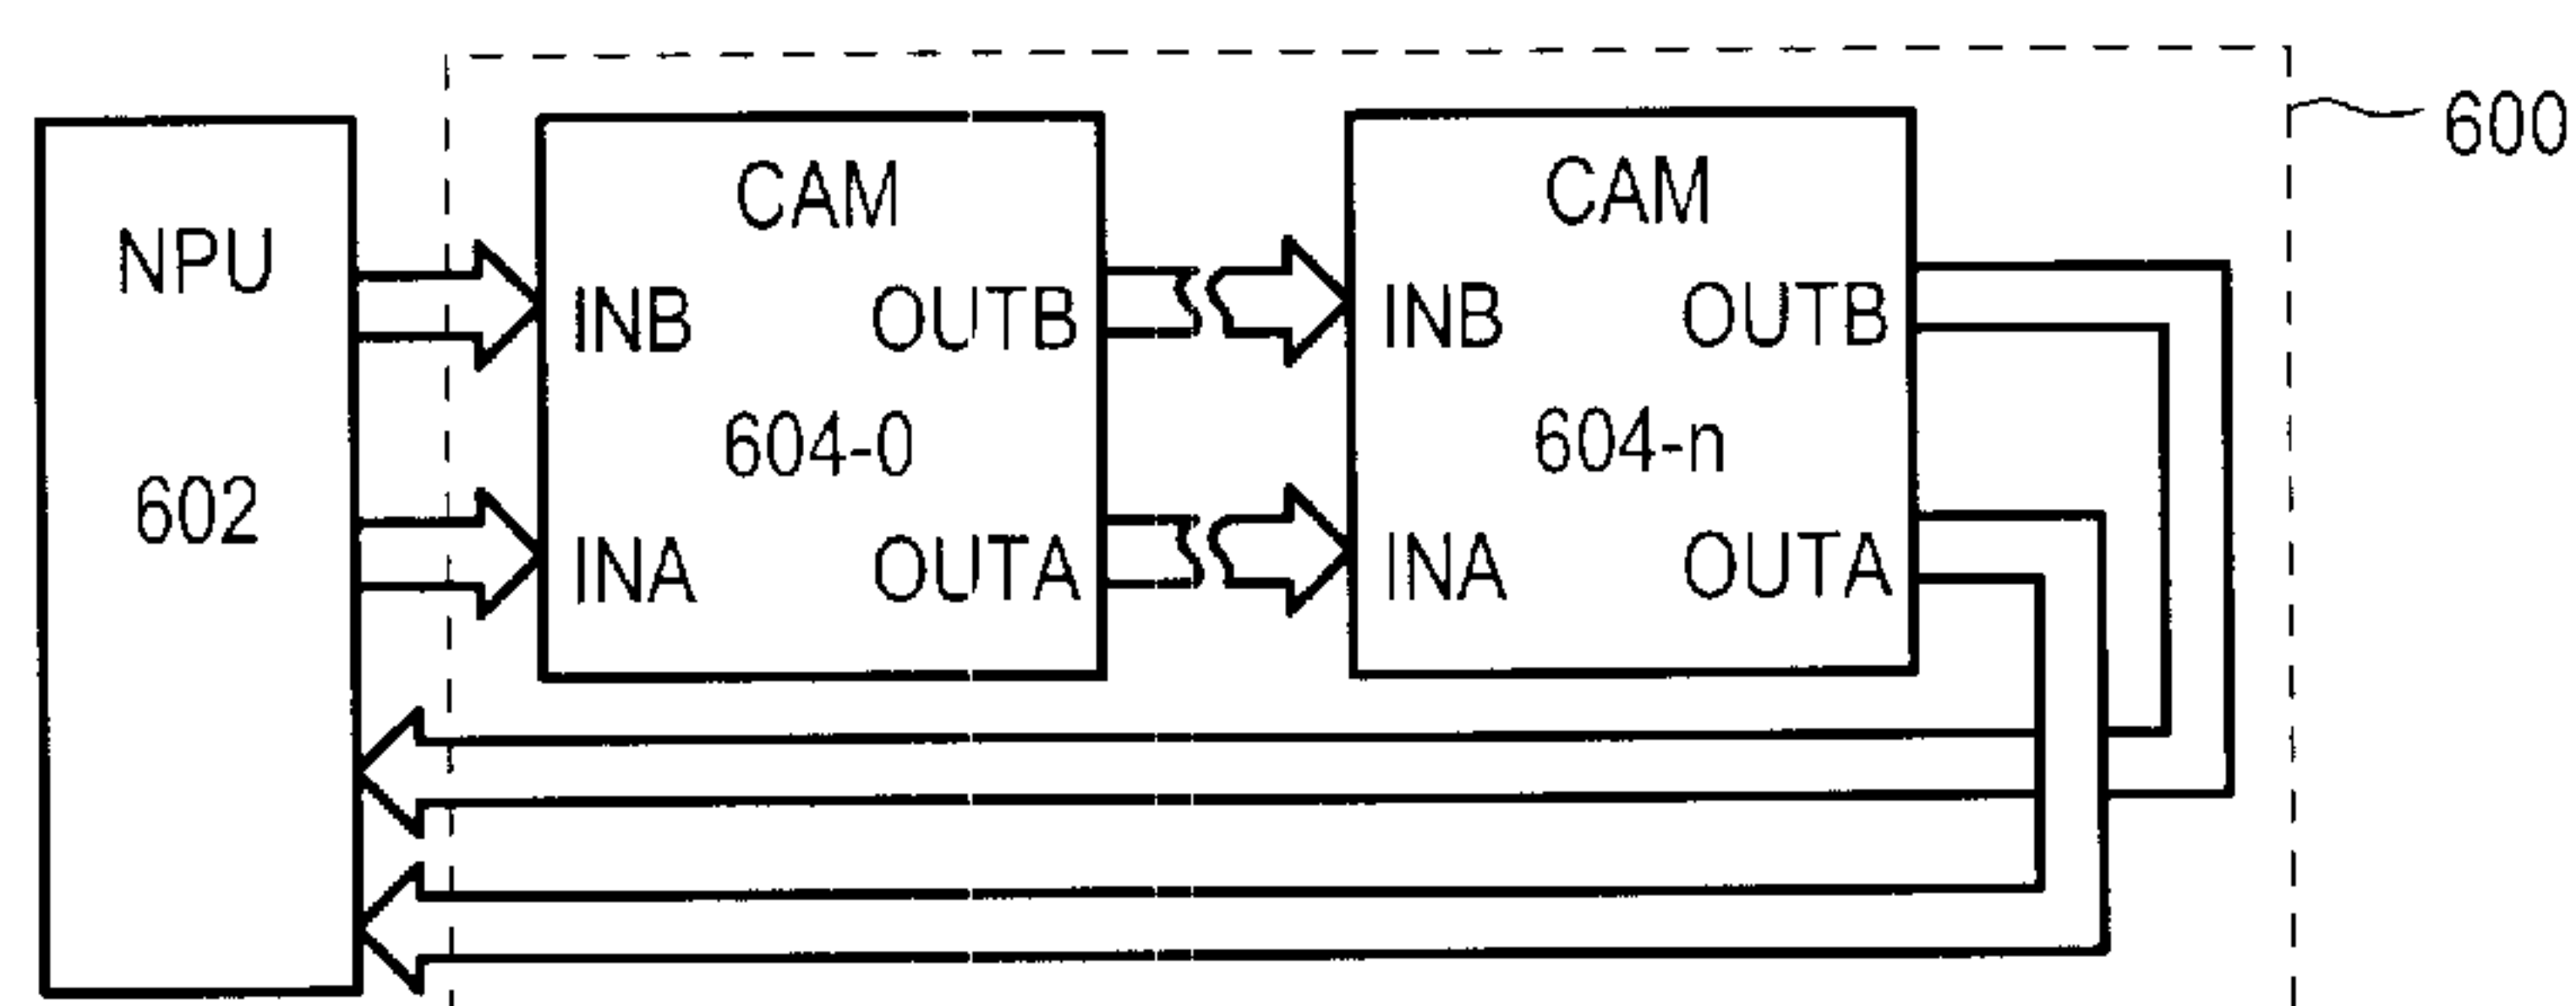 600
NPU
602
CAM
INB OUTB
604-0
INA OUTA
CAM
INB OUTB
604-n
INA OUTA